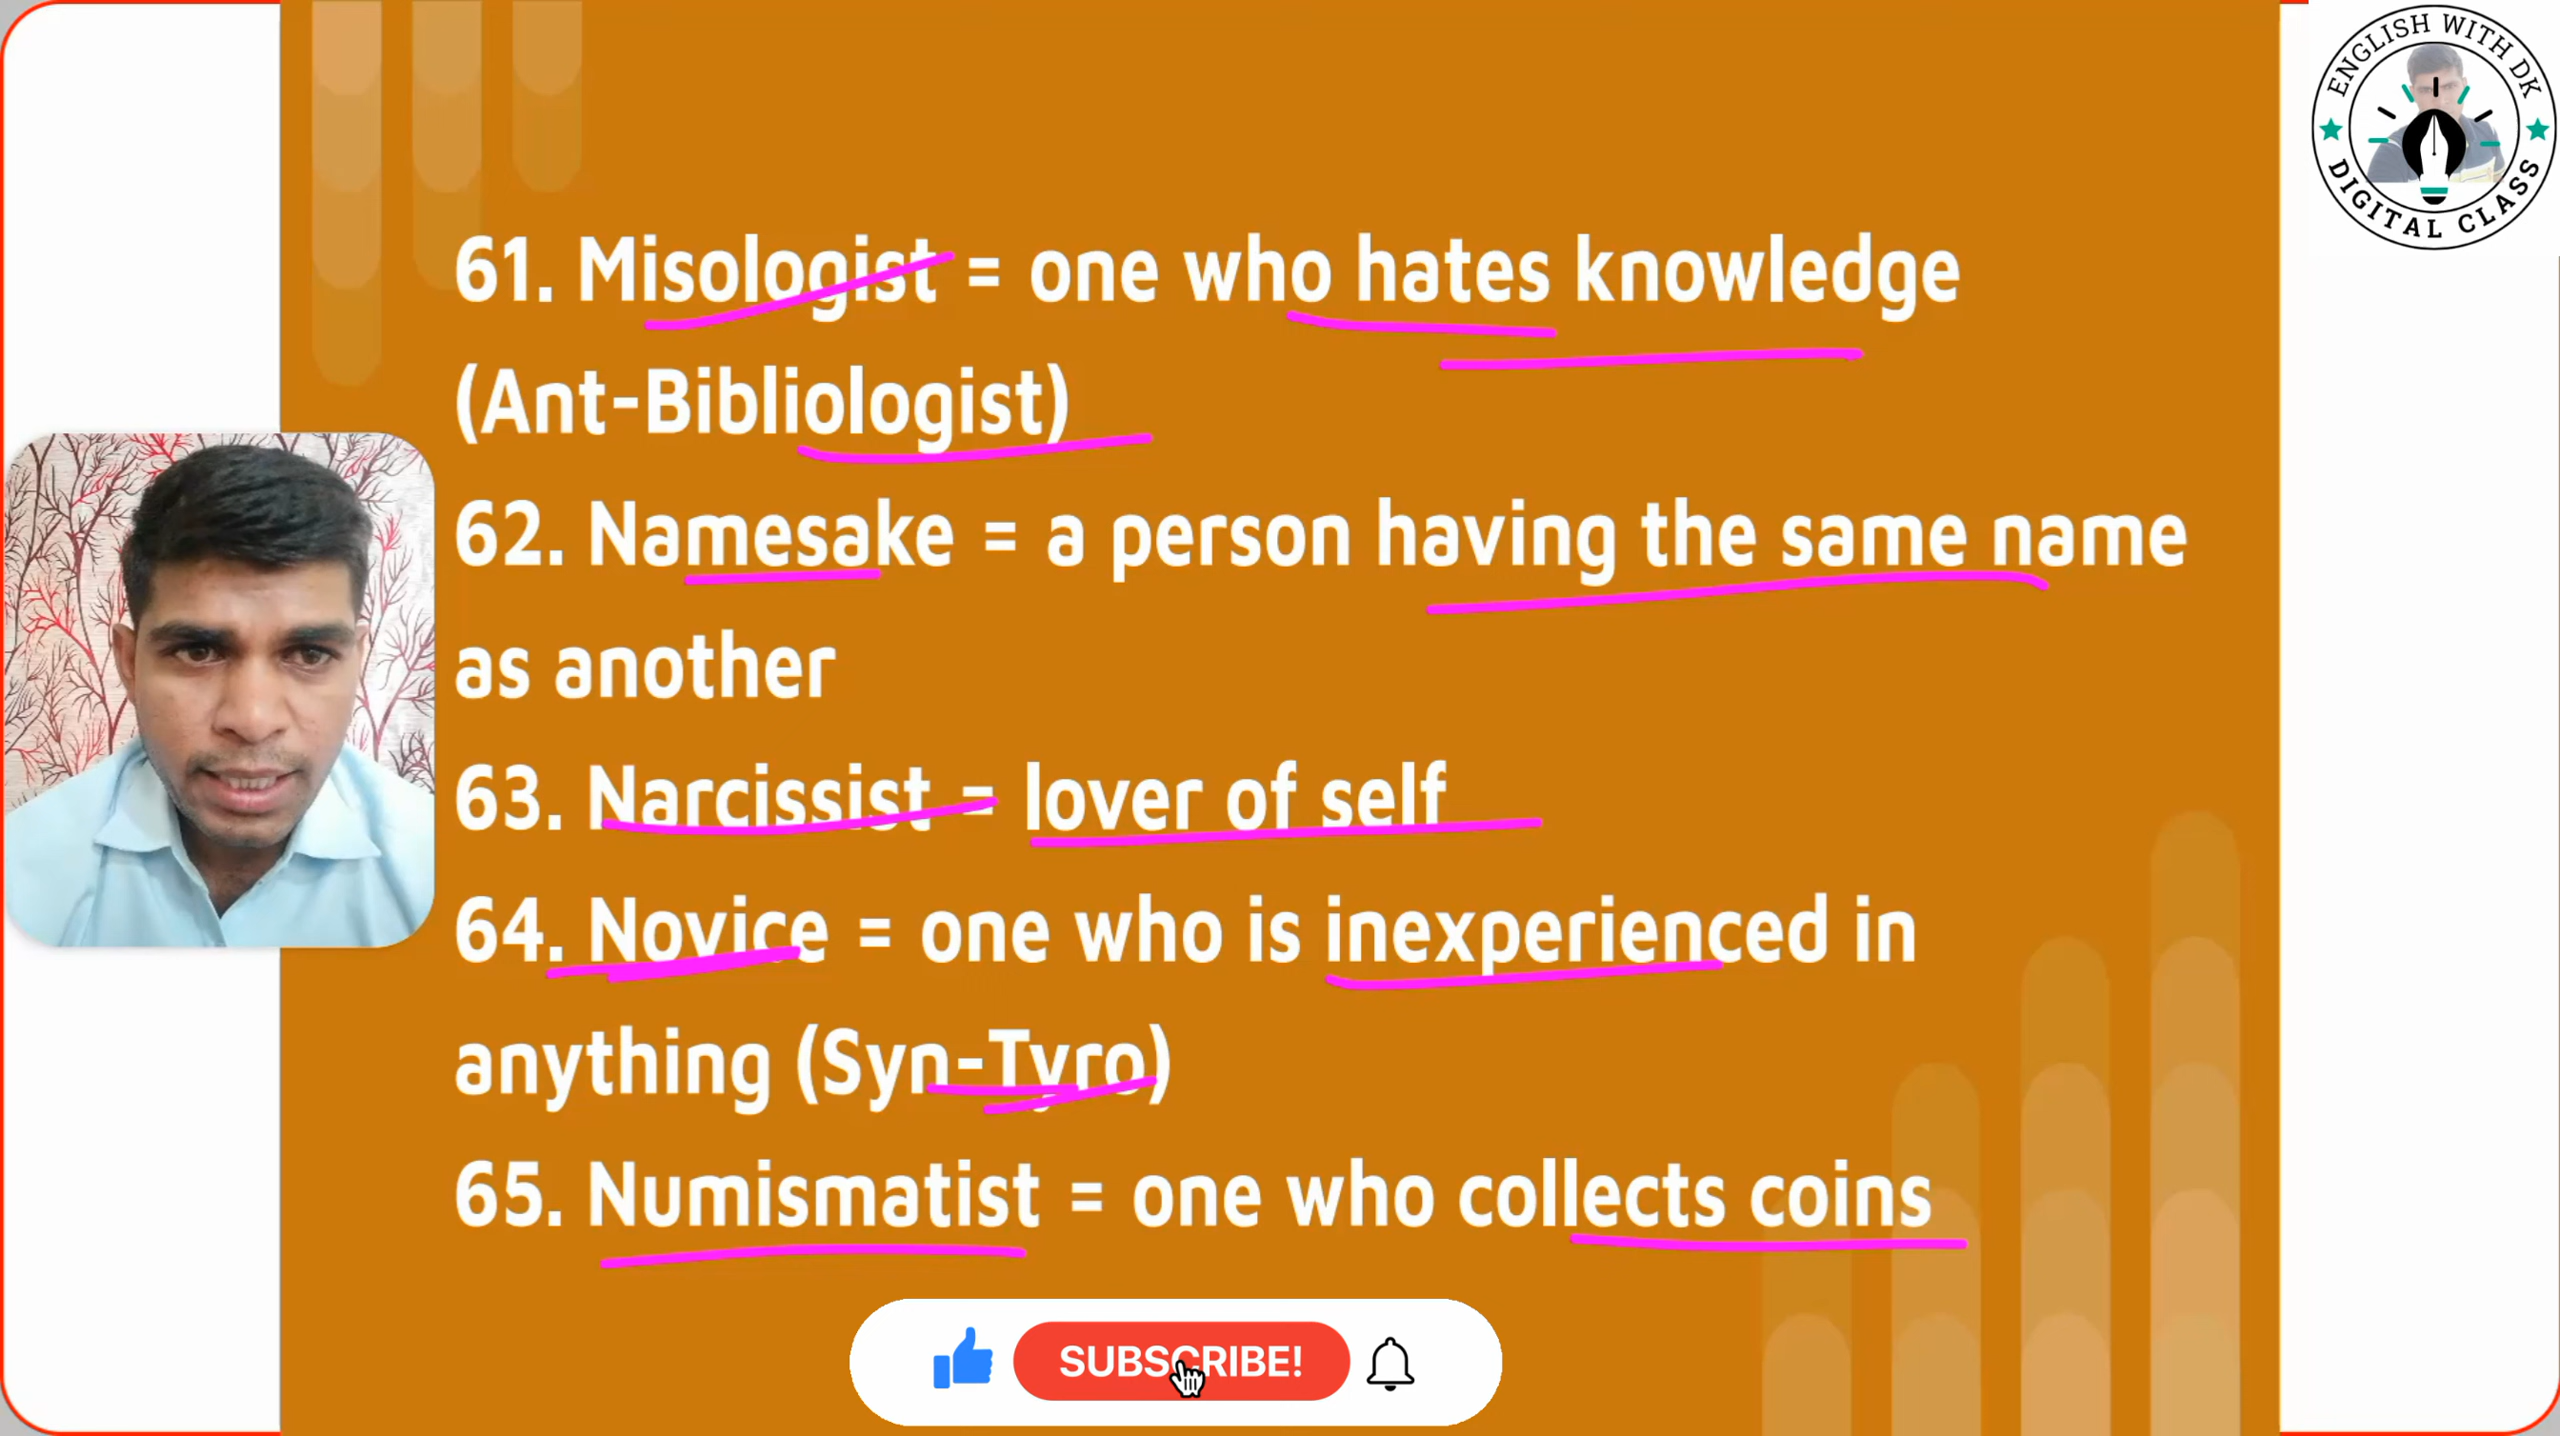 ENGLISH WITH DK
DIGITAL CLASS
61. Misologist = one who hates knowledge
(Ant-Bibliologist)
62. Namesake = a person having the same name
as another
63. Narcissist = lover of self
64. Novice = one who is inexperienced in
anything (Syn-Tyro)
65. Numismatist = one who collects coins
SUBSCRIBE!